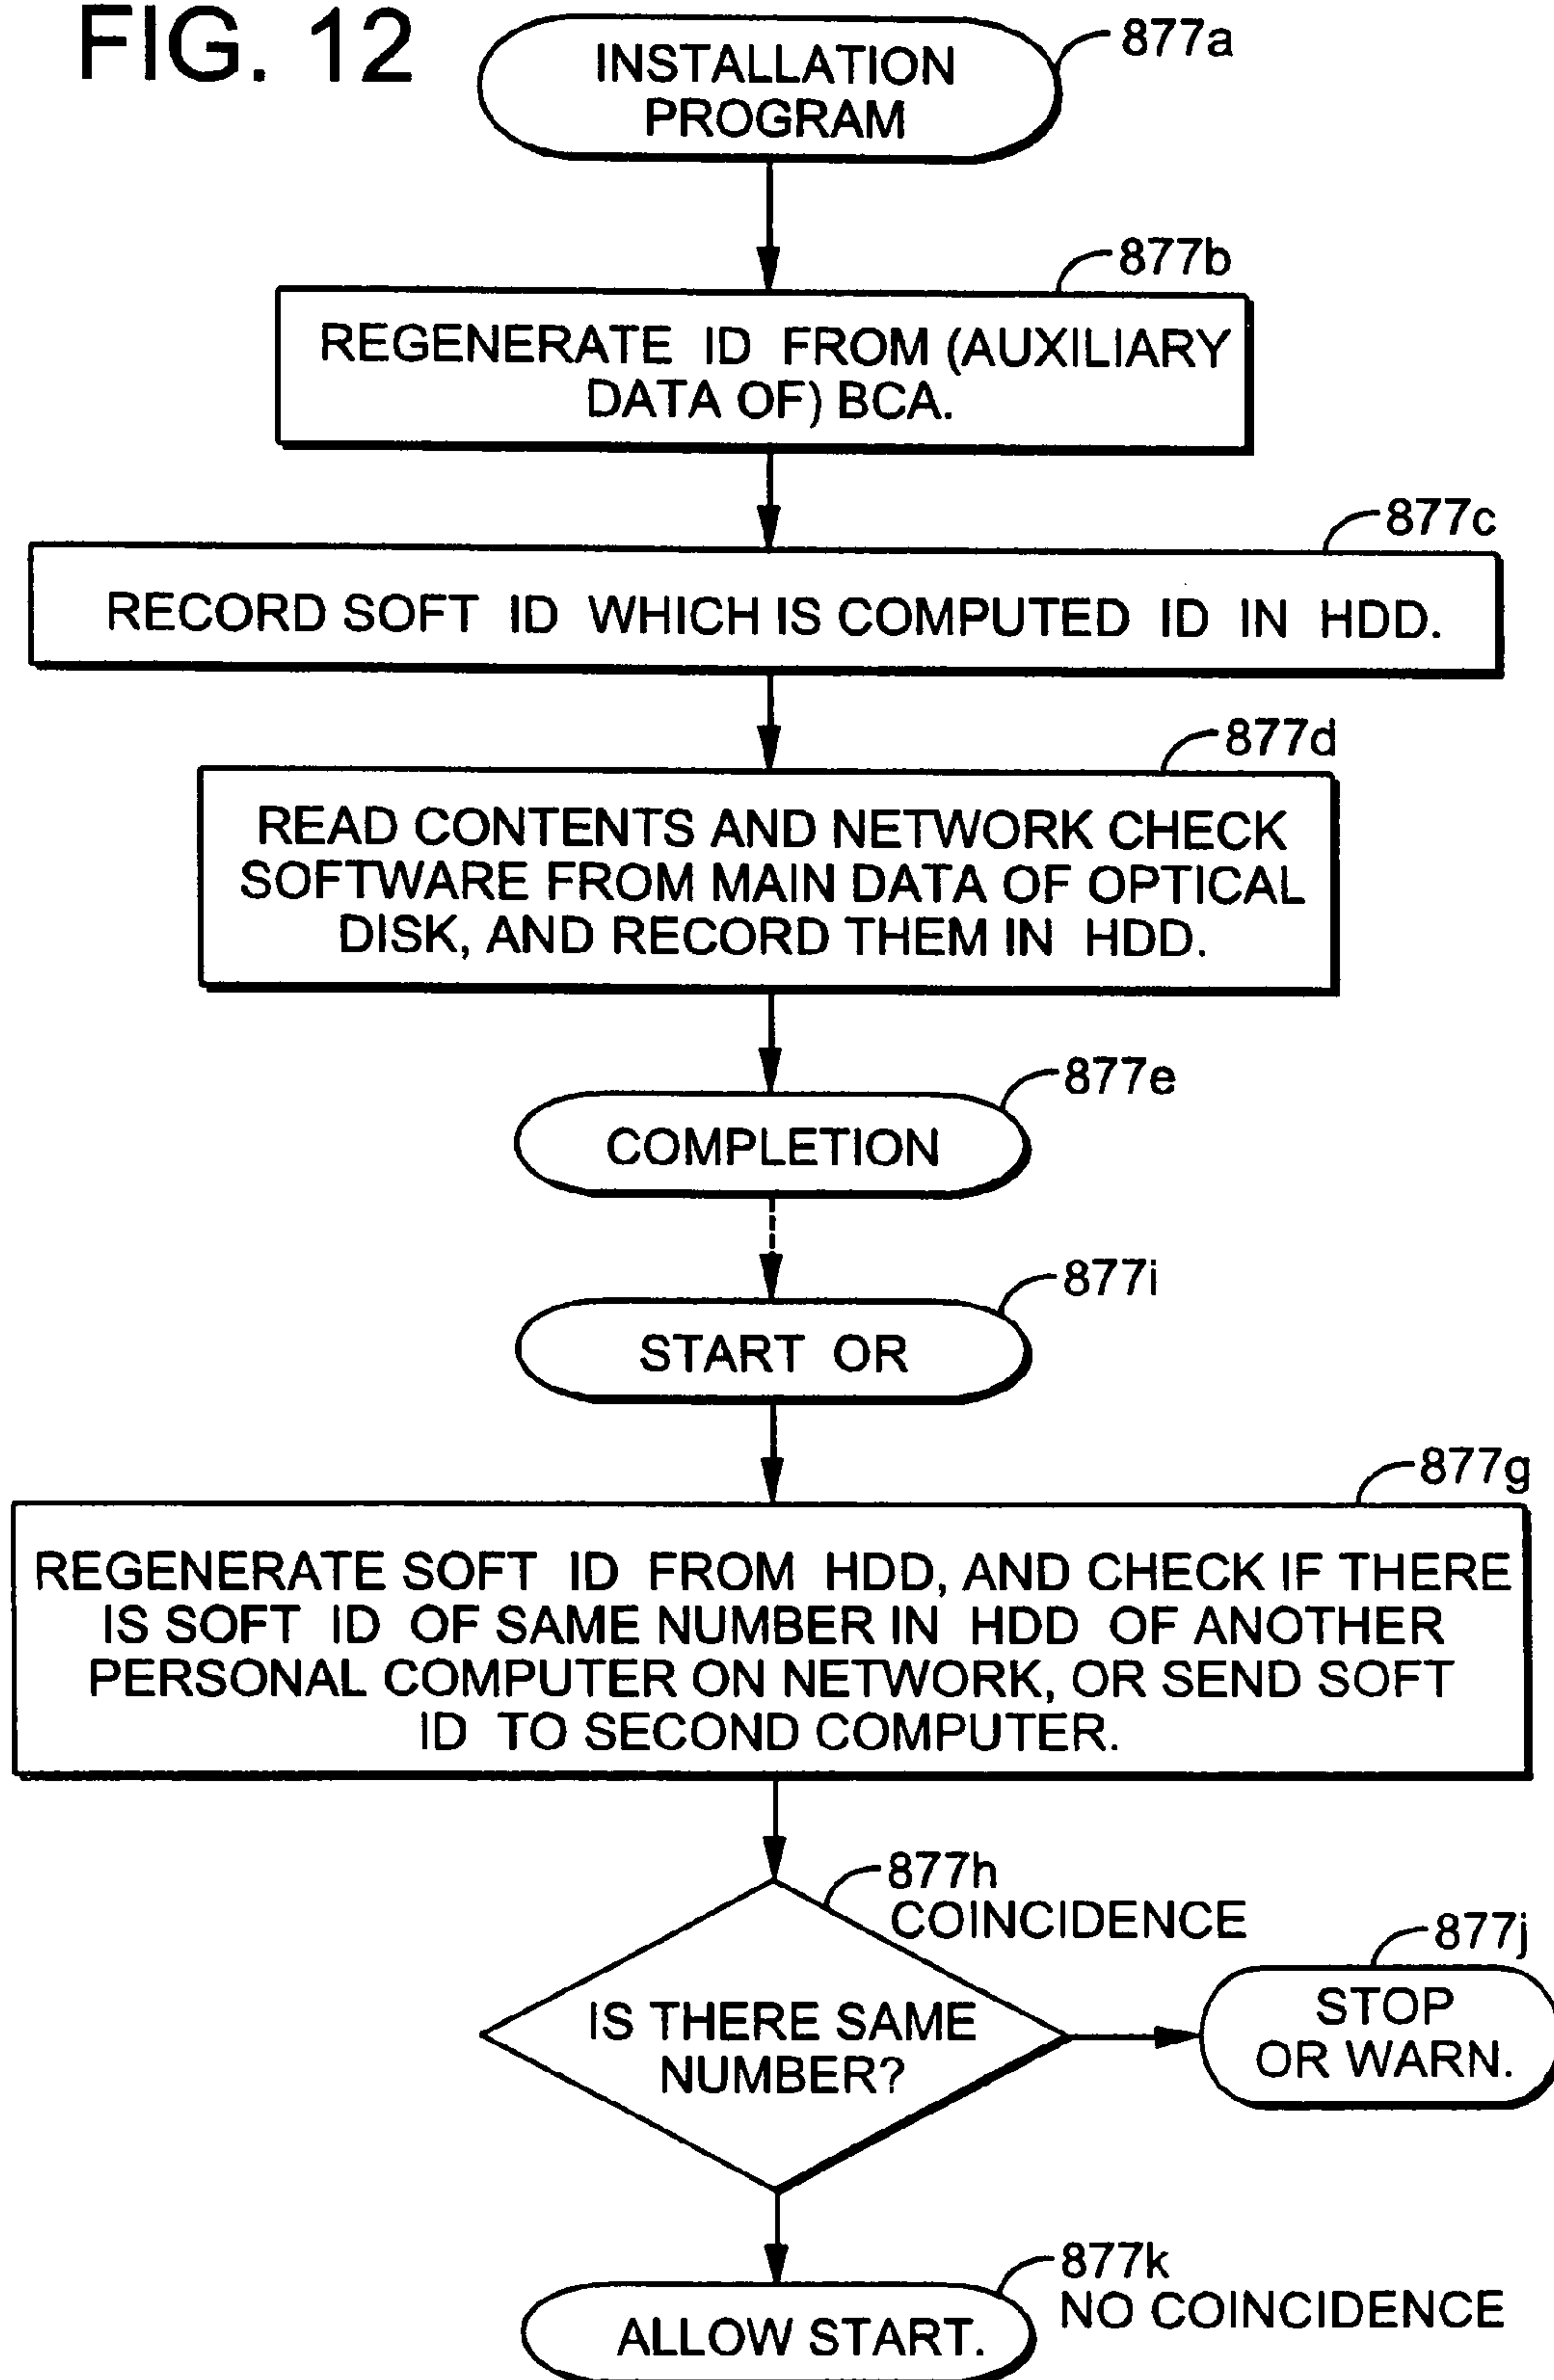 FIG. 12
877a
INSTALLATION
PROGRAM
877b
REGENERATE ID FROM (AUXILIARY
DATA OF) BCA.
877c
RECORD SOFT ID WHICH IS COMPUTED ID IN HDD.
877d
READ CONTENTS AND NETWORK CHECK
SOFTWARE FROM MAIN DATA OF OPTICAL
DISK, AND RECORD THEM IN HDD.
877e
COMPLETION
877i
START OR
877g
REGENERATE SOFT ID FROM HDD, AND CHECK IF THERE
IS SOFT ID OF SAME NUMBER IN HDD OF ANOTHER
PERSONAL COMPUTER ON NETWORK, OR SEND SOFT
ID TO SECOND COMPUTER.
877h
COINCIDENCE
877j
IS THERE SAME
NUMBER?
STOP
OR WARN.
877k
NO COINCIDENCE
ALLOW START.